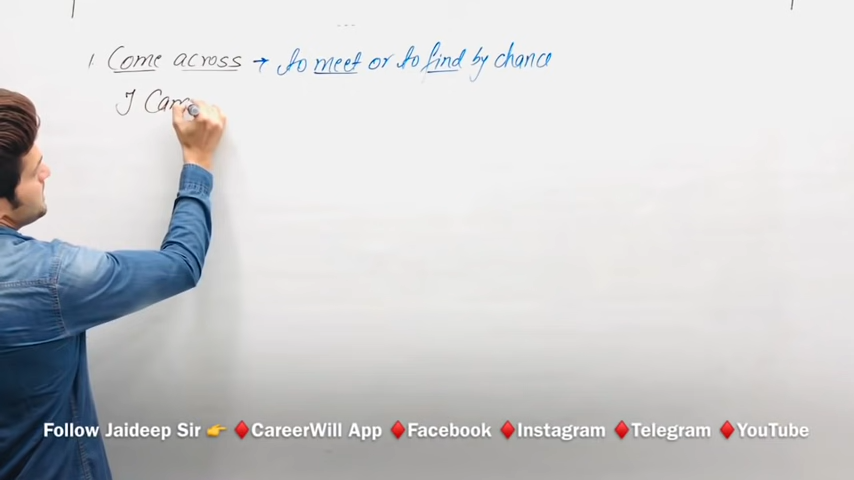 1. Come across → to meet or to find by chance
I Cam
Follow Jaideep Sir 👉 ♦CareerWill App ♦Facebook ♦Instagram ♦Telegram ♦YouTube